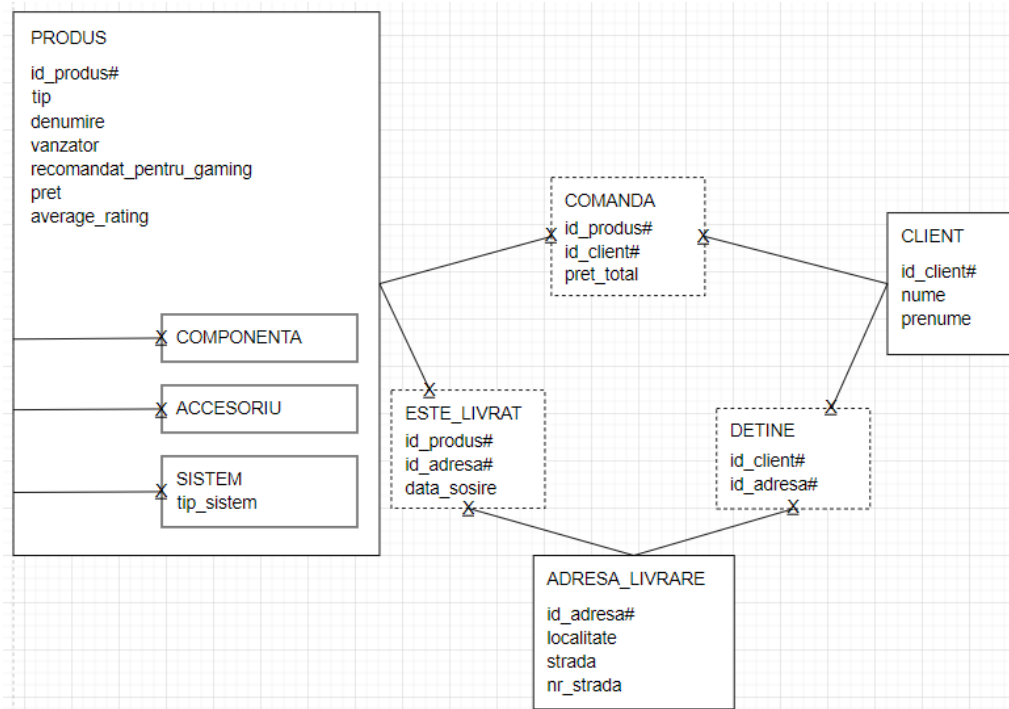 PRODUS
id_produs#
tip
denumire
vanzator
recomandat_pentru_gaming
pret
average_rating
COMPONENTA
ACCESORIU
SISTEM
tip_sistem
COMANDA
id_produs#
id_client#
pret_total
CLIENT
id_client#
nume
prenume
ESTE_LIVRAT
id_produs#
id_adresa#
data_sosire
DETINE
id_client#
id_adresa#
ADRESA_LIVRARE
id_adresa#
localitate
strada
nr_strada